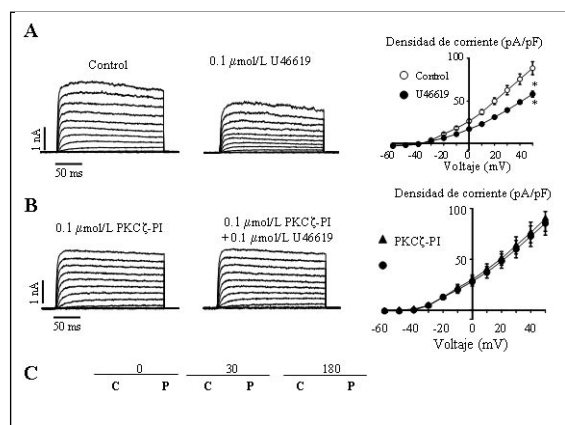 A
Control
0.1 μmol/L U46619
1 nA
50 ms
Densidad de corriente (pA/pF)
100
Control
U46619
50
*
*
-60 -40 -20 0 20 40
Voltaje (mV)
B
0.1 μmol/L PKCζ-PI
0.1 μmol/L PKCζ-PI
+ 0.1 μmol/L U46619
1 nA
50 ms
Densidad de corriente (pA/pF)
100
PKCζ-PI
50
-60 -40 -20 0 20 40
Voltaje (mV)
C
0 30 180
C P C P C P